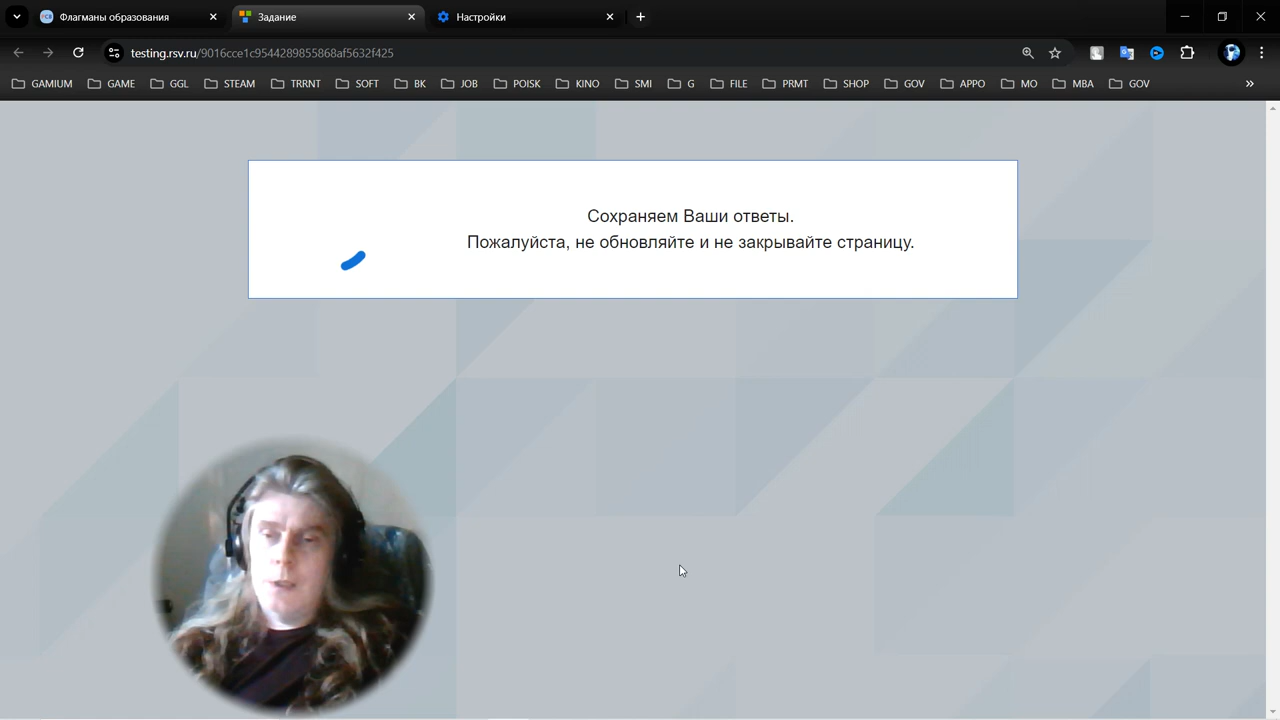 Флагманы образования
Задание
Настройки
testing.rsv.ru/9016cce1c9544289855868af5632f425
GAMIUM
GAME
GGL
STEAM
TRRNT
SOFT
BK
JOB
POISK
KINO
SMI
G
FILE
PRMT
SHOP
GOV
APPO
MO
MBA
GOV
Сохраняем Ваши ответы.
Пожалуйста, не обновляйте и не закрывайте страницу.